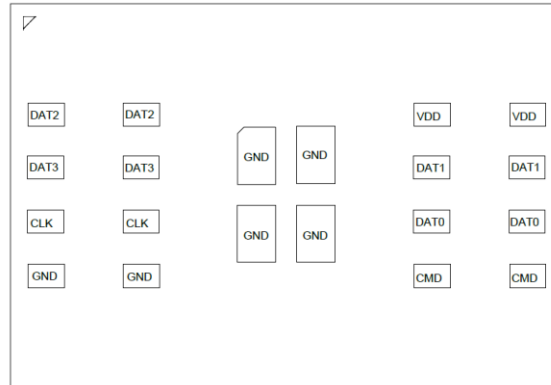 DAT2 DAT2 VDD VDD
GND GND
DAT3 DAT3 DAT1 DAT1
CLK CLK DAT0 DAT0
GND GND
GND GND CMD CMD